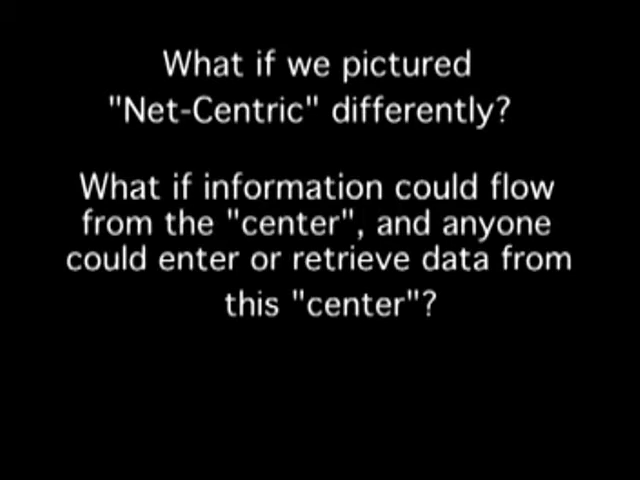 What if we pictured
"Net-Centric" differently?
What if information could flow
from the "center", and anyone
could enter or retrieve data from
this "center"?